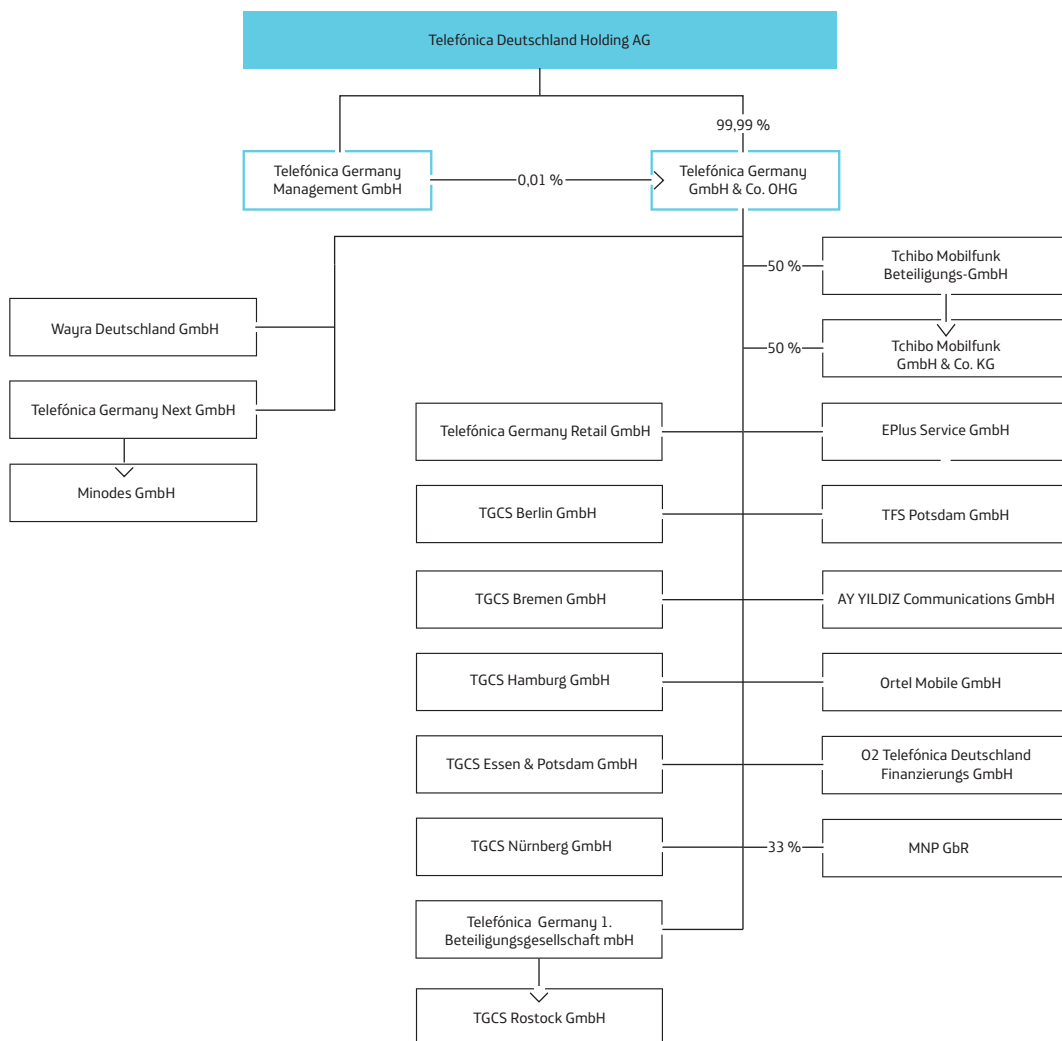 Telefónica Deutschland Holding AG
99,99 %
Telefónica Germany
Management GmbH
0,01 %
Telefónica Germany
GmbH & Co. OHG
50 %
Tchibo Mobilfunk
Beteiligungs-GmbH
Wayra Deutschland GmbH
50 %
Tchibo Mobilfunk
GmbH & Co. KG
Telefónica Germany Next GmbH
Telefónica Germany Retail GmbH
EPlus Service GmbH
Minodes GmbH
TGCS Berlin GmbH
TFS Potsdam GmbH
TGCS Bremen GmbH
AY YILDIZ Communications GmbH
TGCS Hamburg GmbH
Ortel Mobile GmbH
TGCS Essen & Potsdam GmbH
O2 Telefónica Deutschland
Finanzierungs GmbH
TGCS Nürnberg GmbH
33 %
MNP GbR
Telefónica Germany 1.
Beteiligungsgesellschaft mbH
TGCS Rostock GmbH